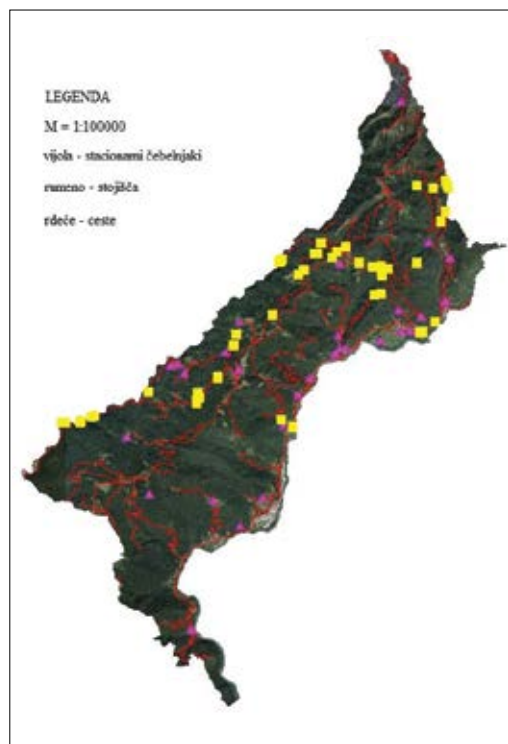 LEGENDA
M = 1:100000
vijola - stacionarni čebelnjaki
rumeno - stojišča
rdeče - ceste